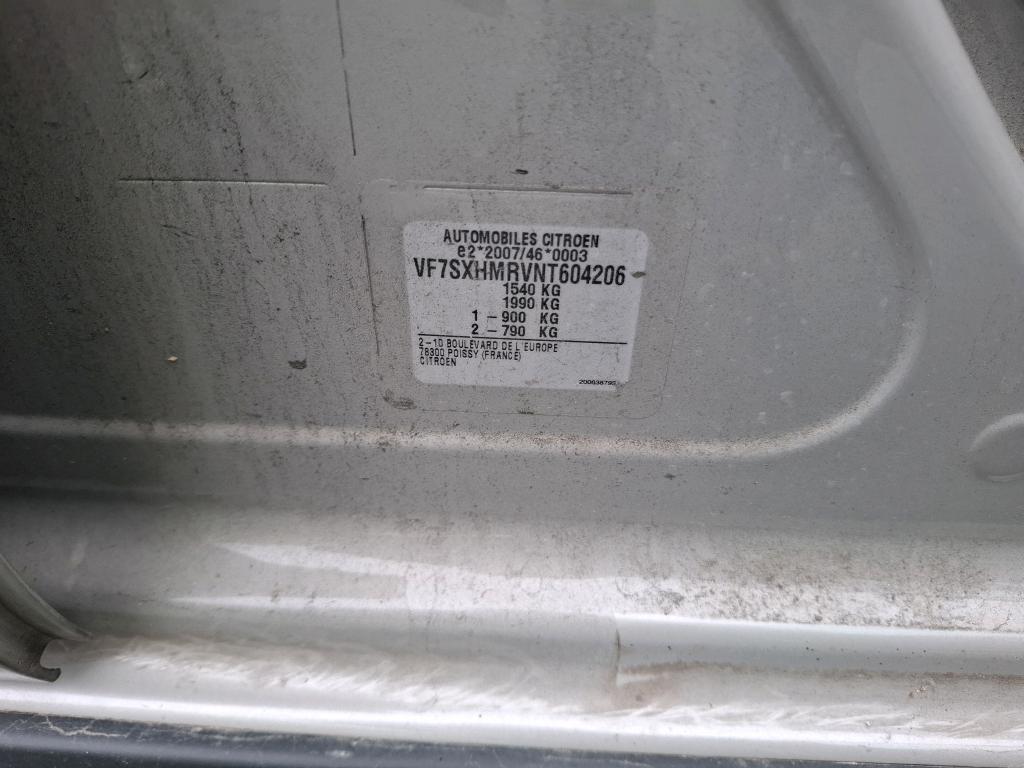 AUTOMOBILES CITROEN
e2*2007/46*0003
VF7SXHMRVNT604206
1540 KG
1990 KG
1 - 900 KG
2 - 790 KG
2-10 BOULEVARD DE L'EUROPE
78300 POISSY (FRANCE)
CITROEN
200638795